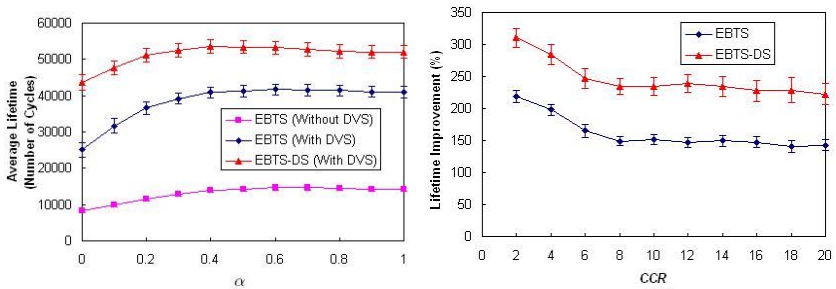 60000
50000
40000
30000
20000
10000
0
Average Lifetime
(Number of Cycles)
EBTS (Without DVS)
EBTS (With DVS)
EBTS-DS (With DVS)
0 0.2 0.4 0.6 0.8 1
α
350
300
250
200
150
100
50
0
Lifetime Improvement (%)
EBTS
EBTS-DS
0 2 4 6 8 10 12 14 16 18 20
CCR